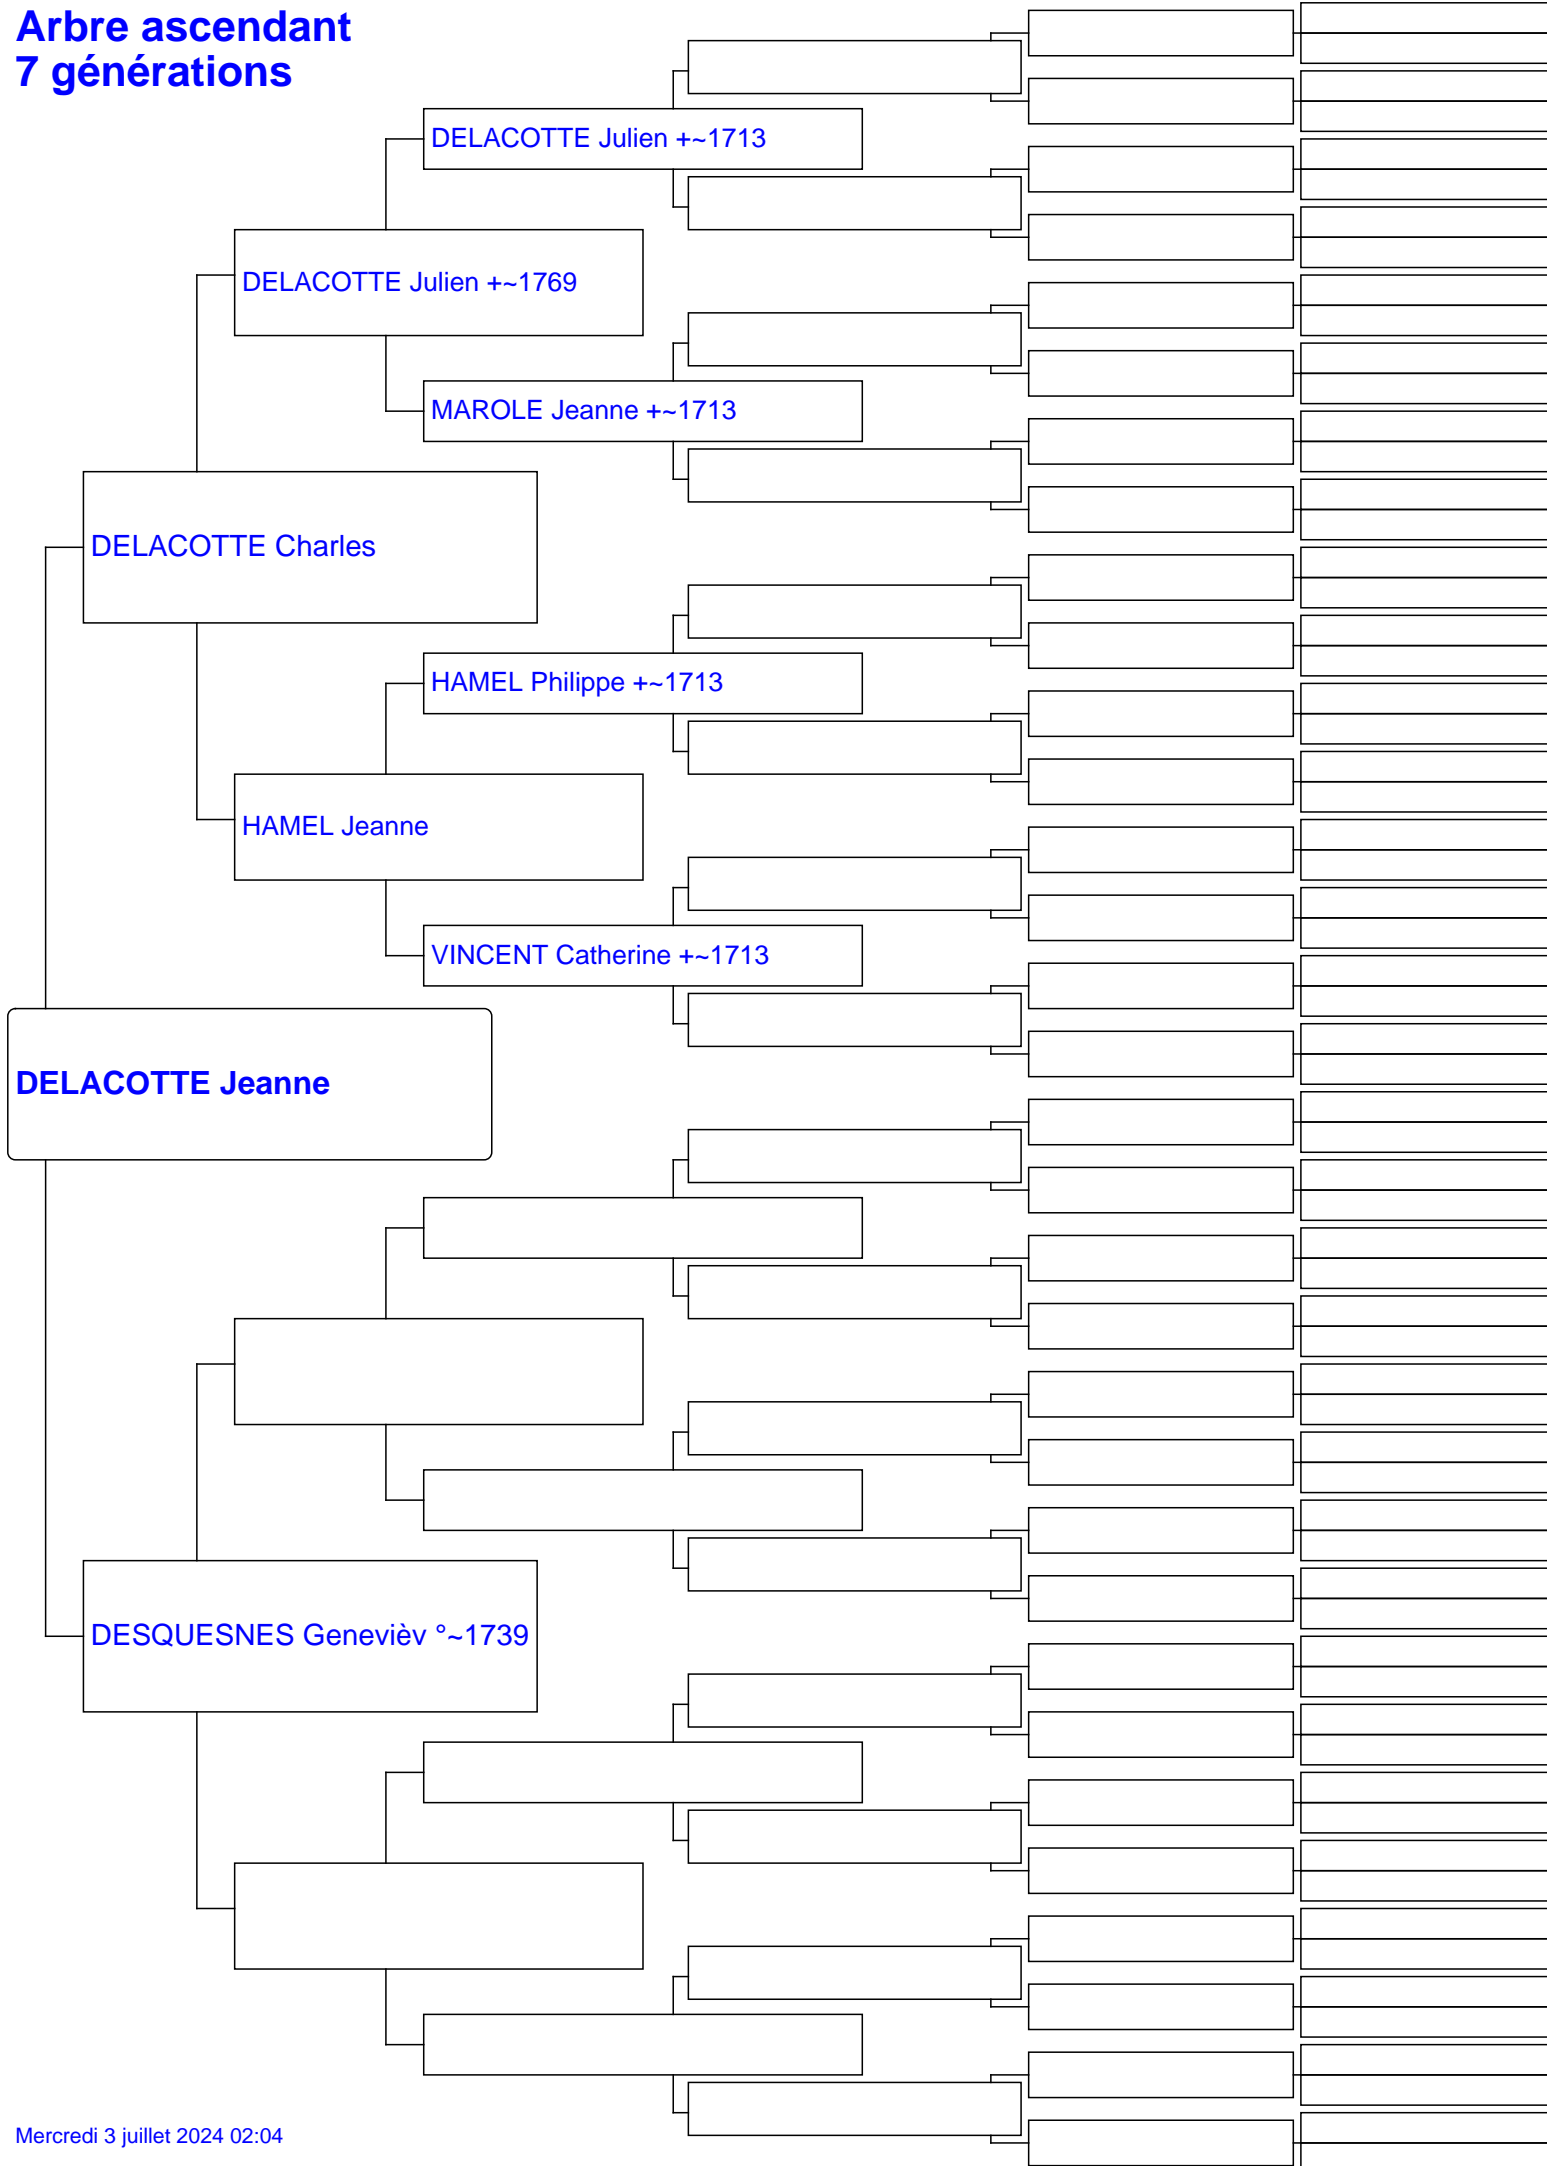 Arbre ascendant
7 générations
DELACOTTE Julien +~1713
DELACOTTE Julien +~1769
MAROLE Jeanne +~1713
DELACOTTE Charles
HAMEL Philippe +~1713
HAMEL Jeanne
VINCENT Catherine +~1713
DELACOTTE Jeanne
DESQUESNES Genevièv °~1739
Mercredi 3 juillet 2024 02:04